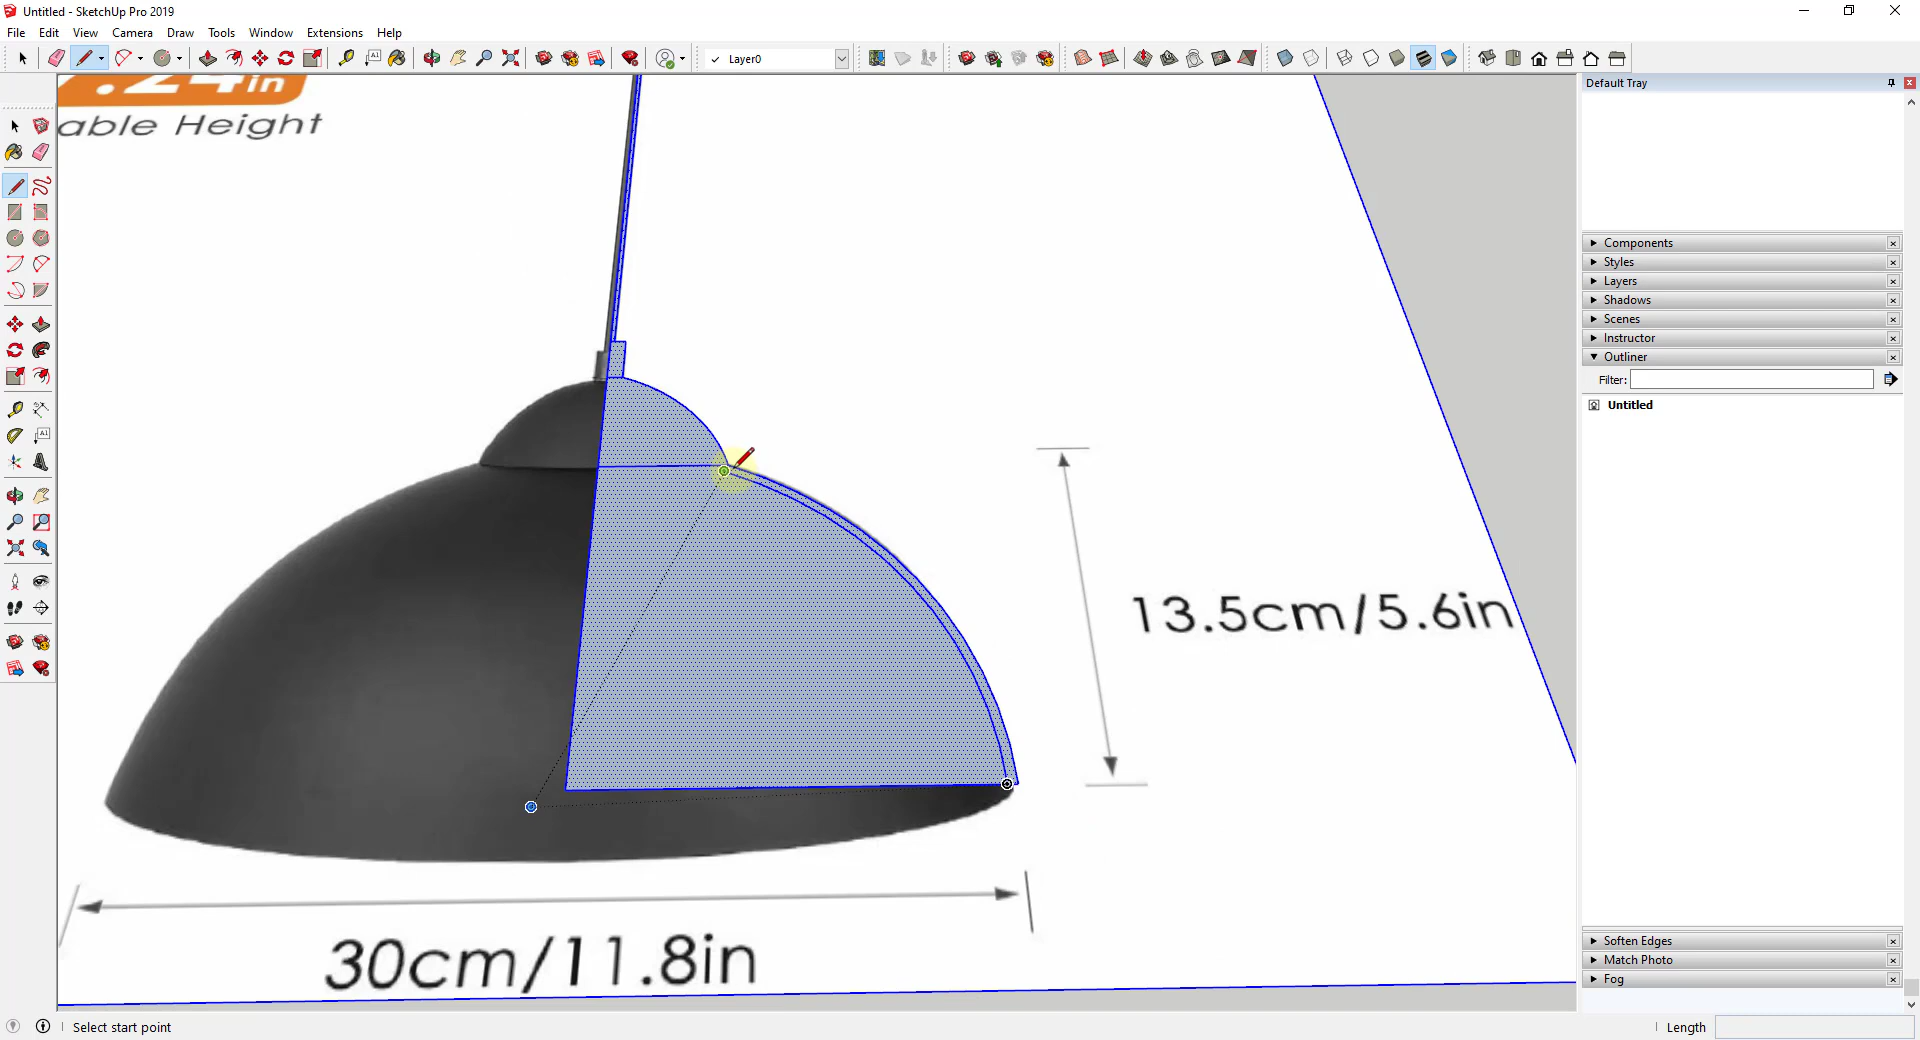 Untitled - SketchUp Pro 2019
File Edit View Camera Draw Tools Window Extensions Help
Layer0
Default Tray
.24in
able Height
Components
Styles
Layers
Shadows
Scenes
Instructor
Outliner
Filter:
Untitled
13.5cm/5.6in
30cm/11.8in
Soften Edges
Match Photo
Fog
Select start point
Length